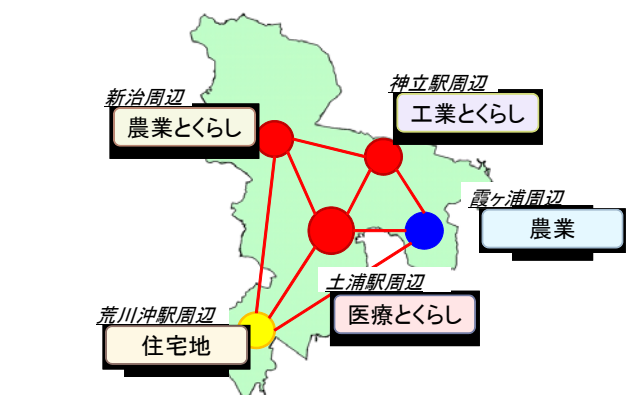 神立駅周辺
工業とくらし
新治周辺
農業とくらし
霞ヶ浦周辺
農業
土浦駅周辺
医療とくらし
荒川沖駅周辺
住宅地